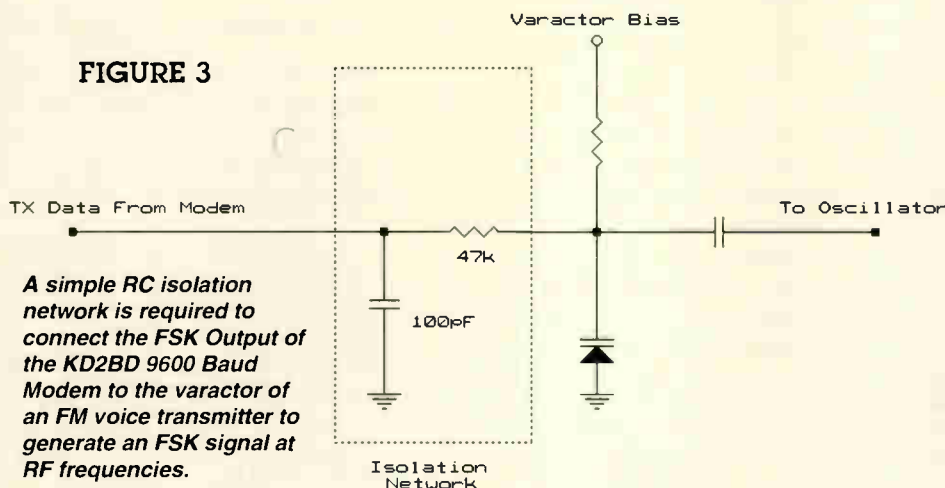 Varactor Bias
FIGURE 3
TX Data From Modem
To Oscillator
47k
100pF
A simple RC isolation
network is required to
connect the FSK Output of
the KD2BD 9600 Baud
Modem to the varactor of
an FM voice transmitter to
generate an FSK signal at
RF frequencies.
Isolation
Network